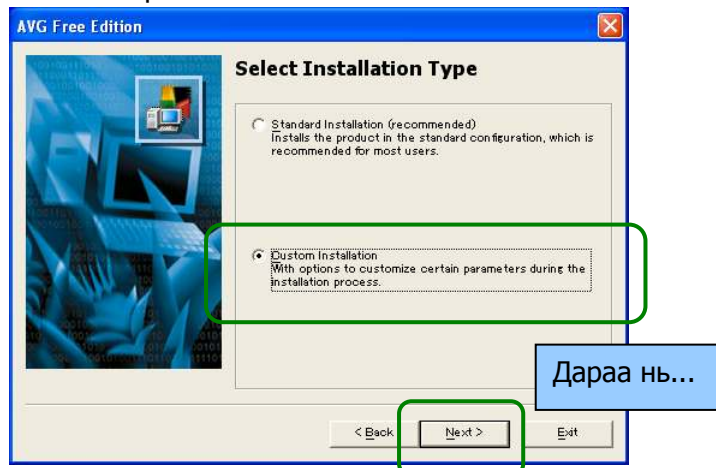 AVG Free Edition
Select Installation Type
Standard Installation (recommended)
Installs the product in the standard configuration, which is
recommended for most users.
Custom Installation
With options to customize certain parameters during the
installation process.
Дараа нь...
< Back
Next >
Exit